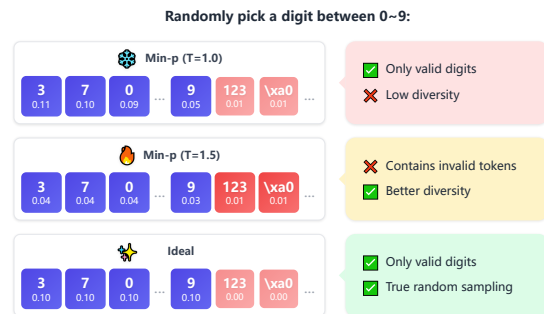 Randomly pick a digit between 0~9:
Min-p (T=1.0)
3 7 0 ... 9 123 \xa0 ...
0.11 0.10 0.09 0.05 0.01 0.01
Only valid digits
Low diversity
Min-p (T=1.5)
3 7 0 ... 9 123 \xa0 ...
0.04 0.04 0.04 0.03 0.01 0.01
Contains invalid tokens
Better diversity
Ideal
3 7 0 ... 9 123 \xa0 ...
0.10 0.10 0.10 0.10 0.00 0.00
Only valid digits
True random sampling